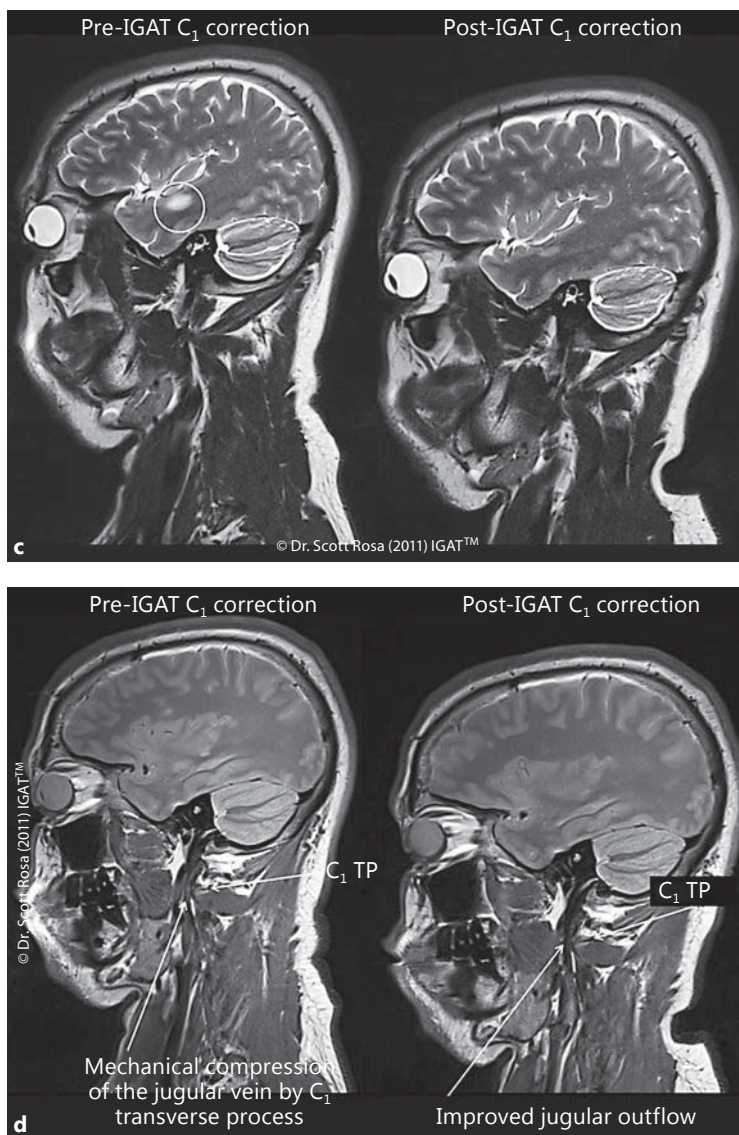 Pre-IGAT C₁ correction
Post-IGAT C₁ correction
c
© Dr. Scott Rosa (2011) IGAT™
Pre-IGAT C₁ correction
Post-IGAT C₁ correction
© Dr. Scott Rosa (2011) IGAT™
C₁ TP
C₁ TP
Mechanical compression
of the jugular vein by C₁
transverse process
Improved jugular outflow
d